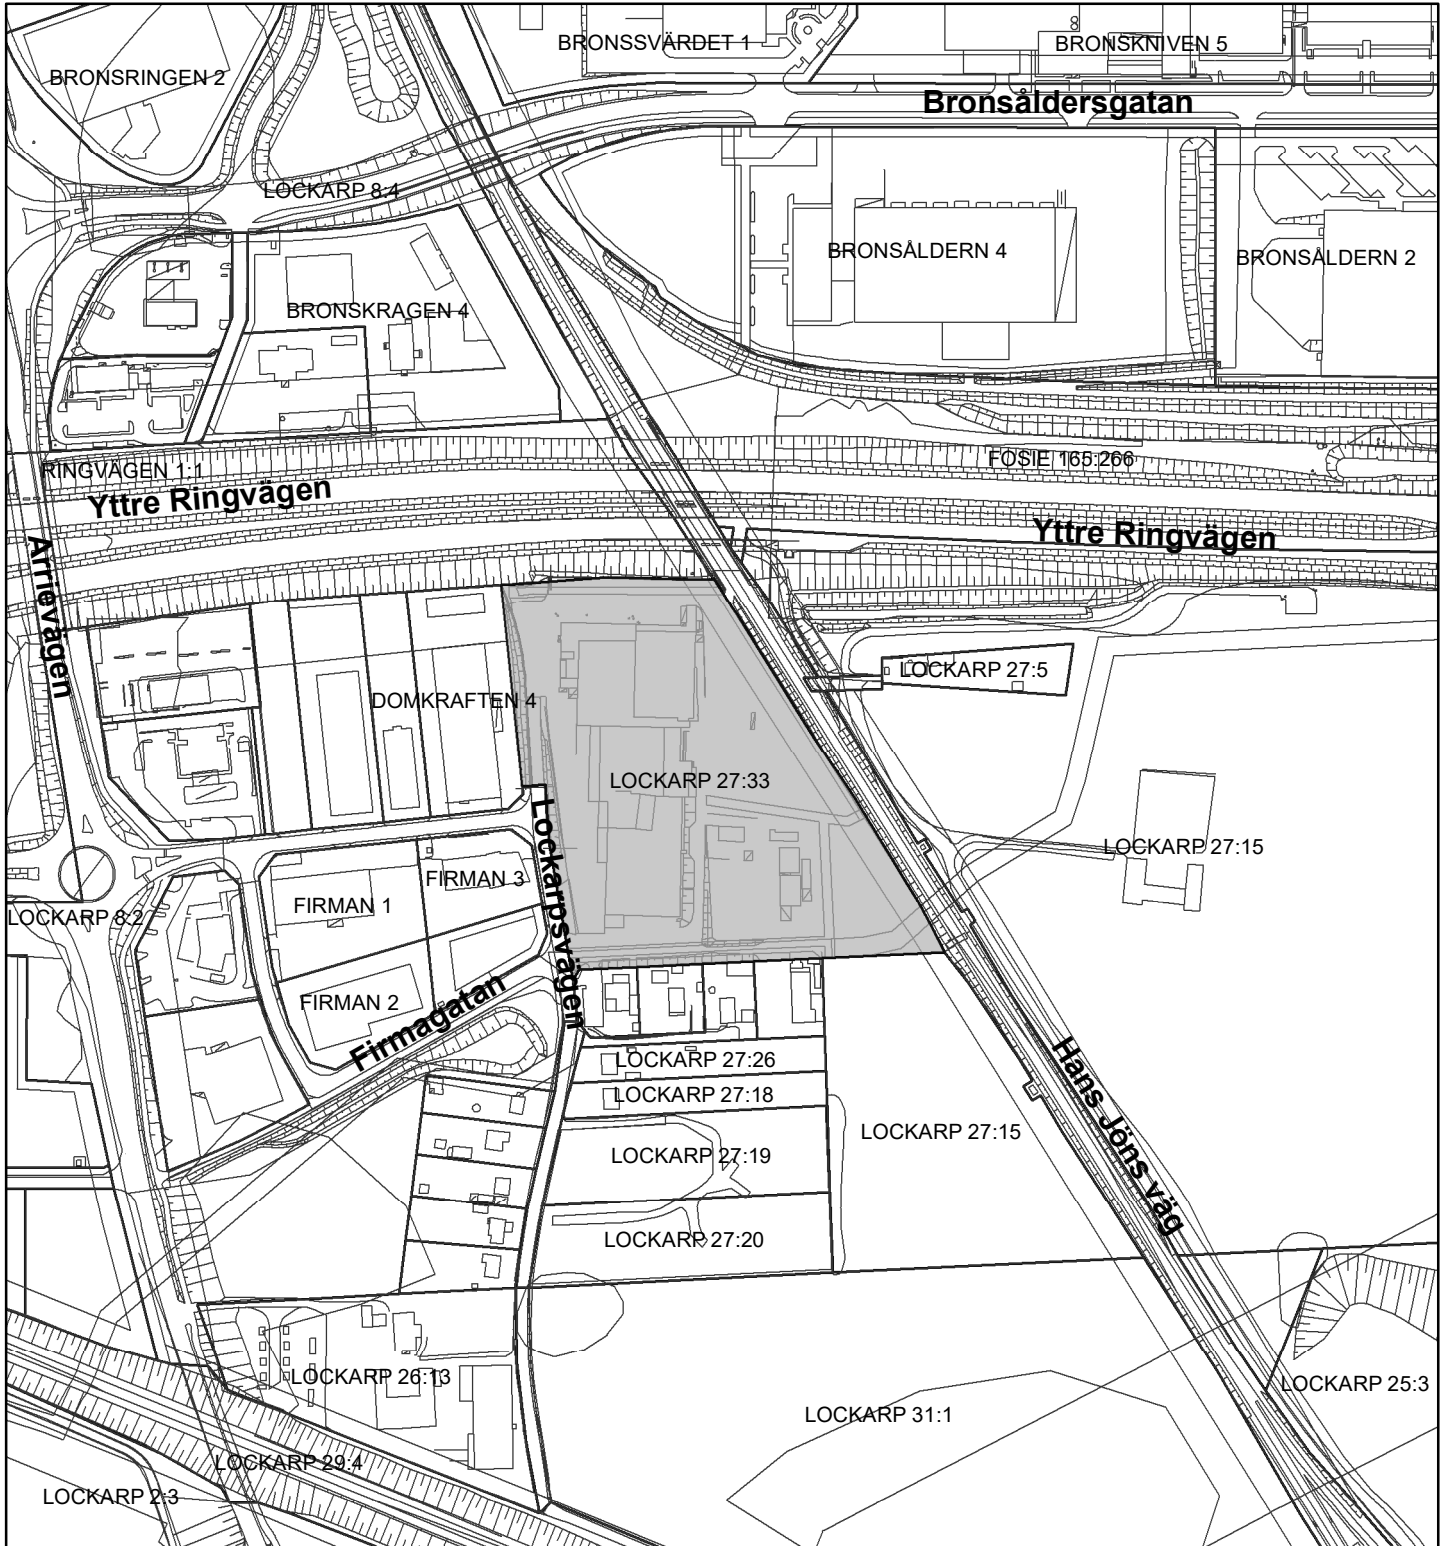 BRONSSVÄRDET 1
BRONSKNIVEN 5
BRONSRINGEN 2
Bronsåldersgatan
LOCKARP 8:4
BRONSÅLDERN 4
BRONSÅLDERN 2
BRONSKRAGEN 4
RINGVÄGEN 1:1
FOSIE 165:266
Yttre Ringvägen
Yttre Ringvägen
Arrievägen
LOCKARP 27:5
DOMKRAFTEN 4
LOCKARP 27:33
LOCKARP 27:15
FIRMAN 3
FIRMAN 1
LOCKARP 8:2
Lockarpsvägen
FIRMAN 2
Firmagatan
LOCKARP 27:26
LOCKARP 27:18
LOCKARP 27:15
Hans Jöns väg
LOCKARP 27:19
LOCKARP 27:20
LOCKARP 26:13
LOCKARP 25:3
LOCKARP 31:1
LOCKARP 29:4
LOCKARP 2:3